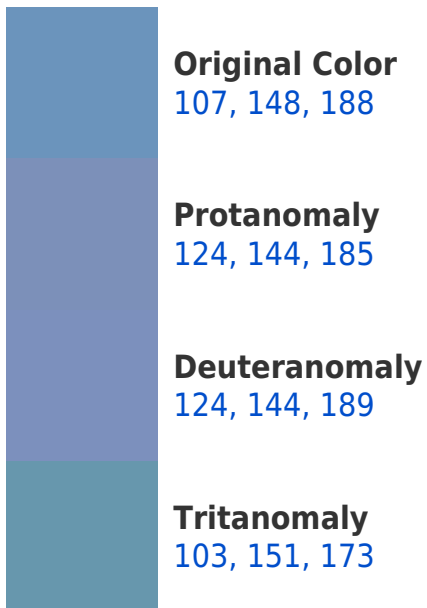 Original Color
107, 148, 188
Protanomaly
124, 144, 185
Deuteranomaly
124, 144, 189
Tritanomaly
103, 151, 173